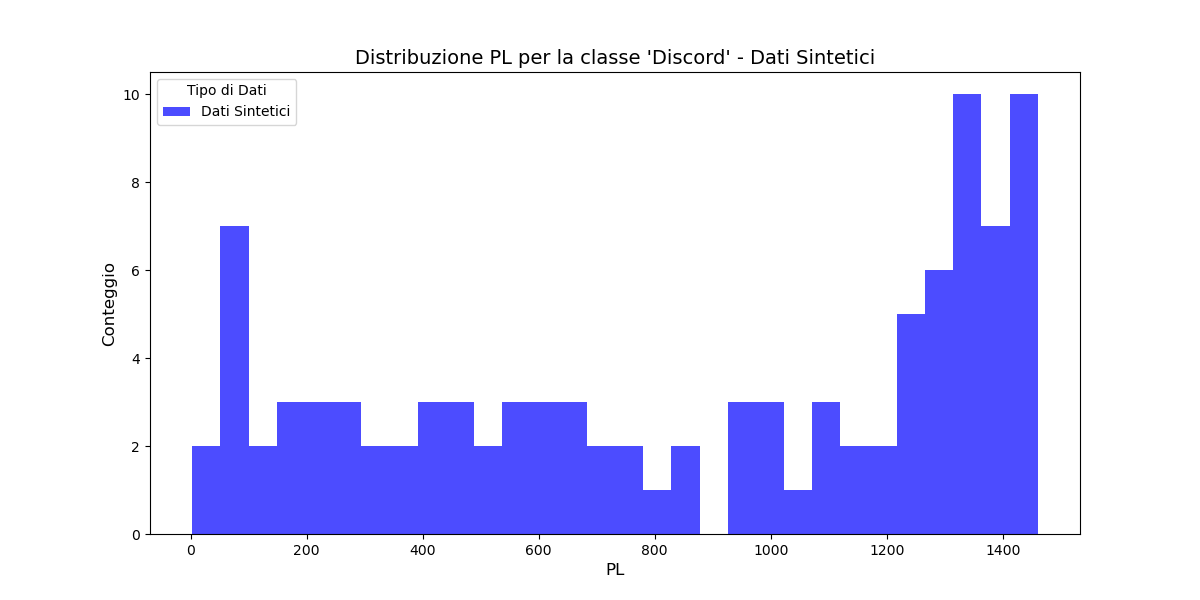 Distribuzione PL per la classe 'Discord' - Dati Sintetici
Tipo di Dati
Dati Sintetici
Conteggio
10
8
6
4
2
0
0 200 400 600 800 1000 1200 1400
PL